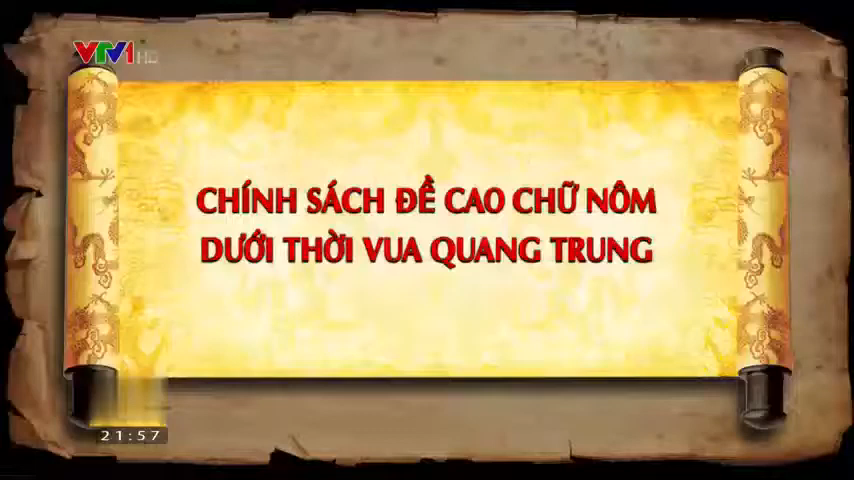 VTV1 HD
CHÍNH SÁCH ĐỀ CAO CHỮ NÔM
DƯỚI THỜI VUA QUANG TRUNG
21:57